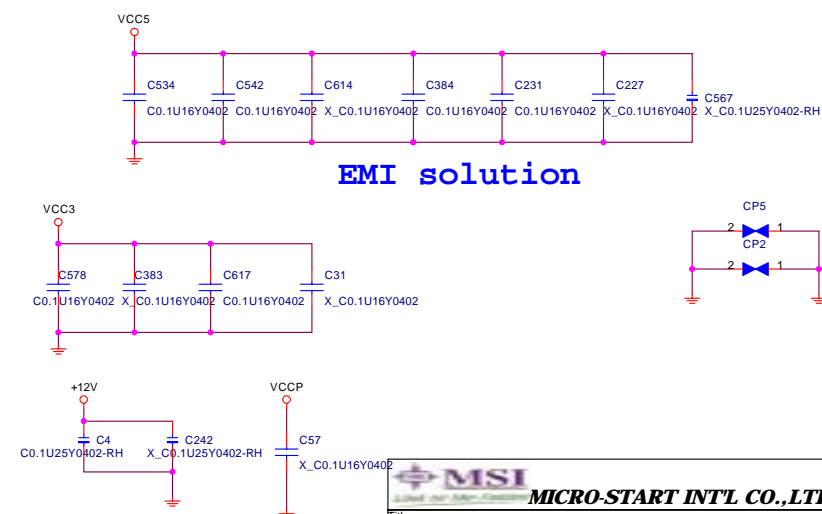 VCC5
C534 C542 C614 C384 C231 C227 C567
C0.1U16Y0402 C0.1U16Y0402 X_C0.1U16Y0402 C0.1U16Y0402 C0.1U16Y0402 X_C0.1U16Y0402 X_C0.1U25Y0402-RH
EMI solution
VCC3
CP5
2 1
CP2
2 1
C578 C383 C617 C31
C0.1U16Y0402 X_C0.1U16Y0402 C0.1U16Y0402 X_C0.1U16Y0402
+12V VCCP
C4 C242 C57
C0.1U25Y0402-RH X_C0.1U25Y0402-RH X_C0.1U16Y0402
MSI
MICRO-START INT'L CO.,LT